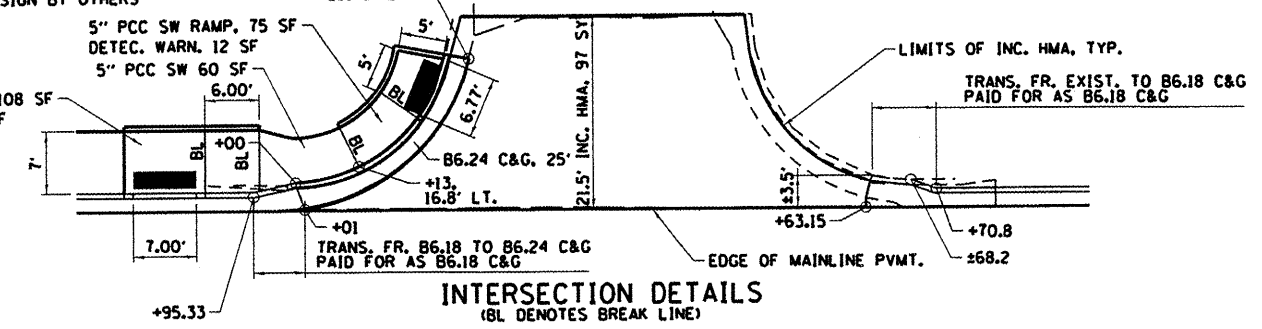 SIGN BY OTHERS
5" PCC SW RAMP, 75 SF
DETEC. WARN. 12 SF
5" PCC SW 60 SF
108 SF
F
6.00'
5'
5'
BL
6.77'
7'
BL
BL
BL
+00
+13,
16.8' LT.
B6.24 C&G, 25'
21.5' INC. HMA, 97 SY
LIMITS OF INC. HMA, TYP.
TRANS. FR. EXIST. TO B6.18 C&G
PAID FOR AS B6.18 C&G
±3.5'
+63.15
+70.8
±68.2
7.00'
+01
TRANS. FR. B6.18 TO B6.24 C&G
PAID FOR AS B6.18 C&G
EDGE OF MAINLINE PVMT.
+95.33
INTERSECTION DETAILS
(BL DENOTES BREAK LINE)